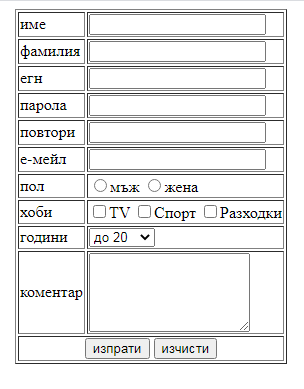 име
фамилия
егн
парола
повтори
е-мейл
пол мъж жена
хоби TV Спорт Разходки
години до 20
коментар
изпрати изчисти